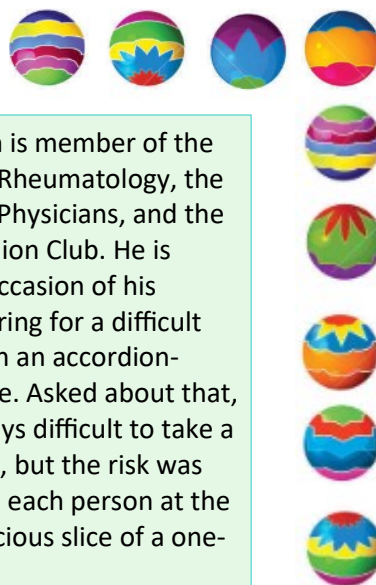 is member of the
Rheumatology, the
Physicians, and the
ion Club. He is
ccasion of his
ring for a difficult
an accordion-
e. Asked about that,
ys difficult to take a
, but the risk was
each person at the
cious slice of a one-